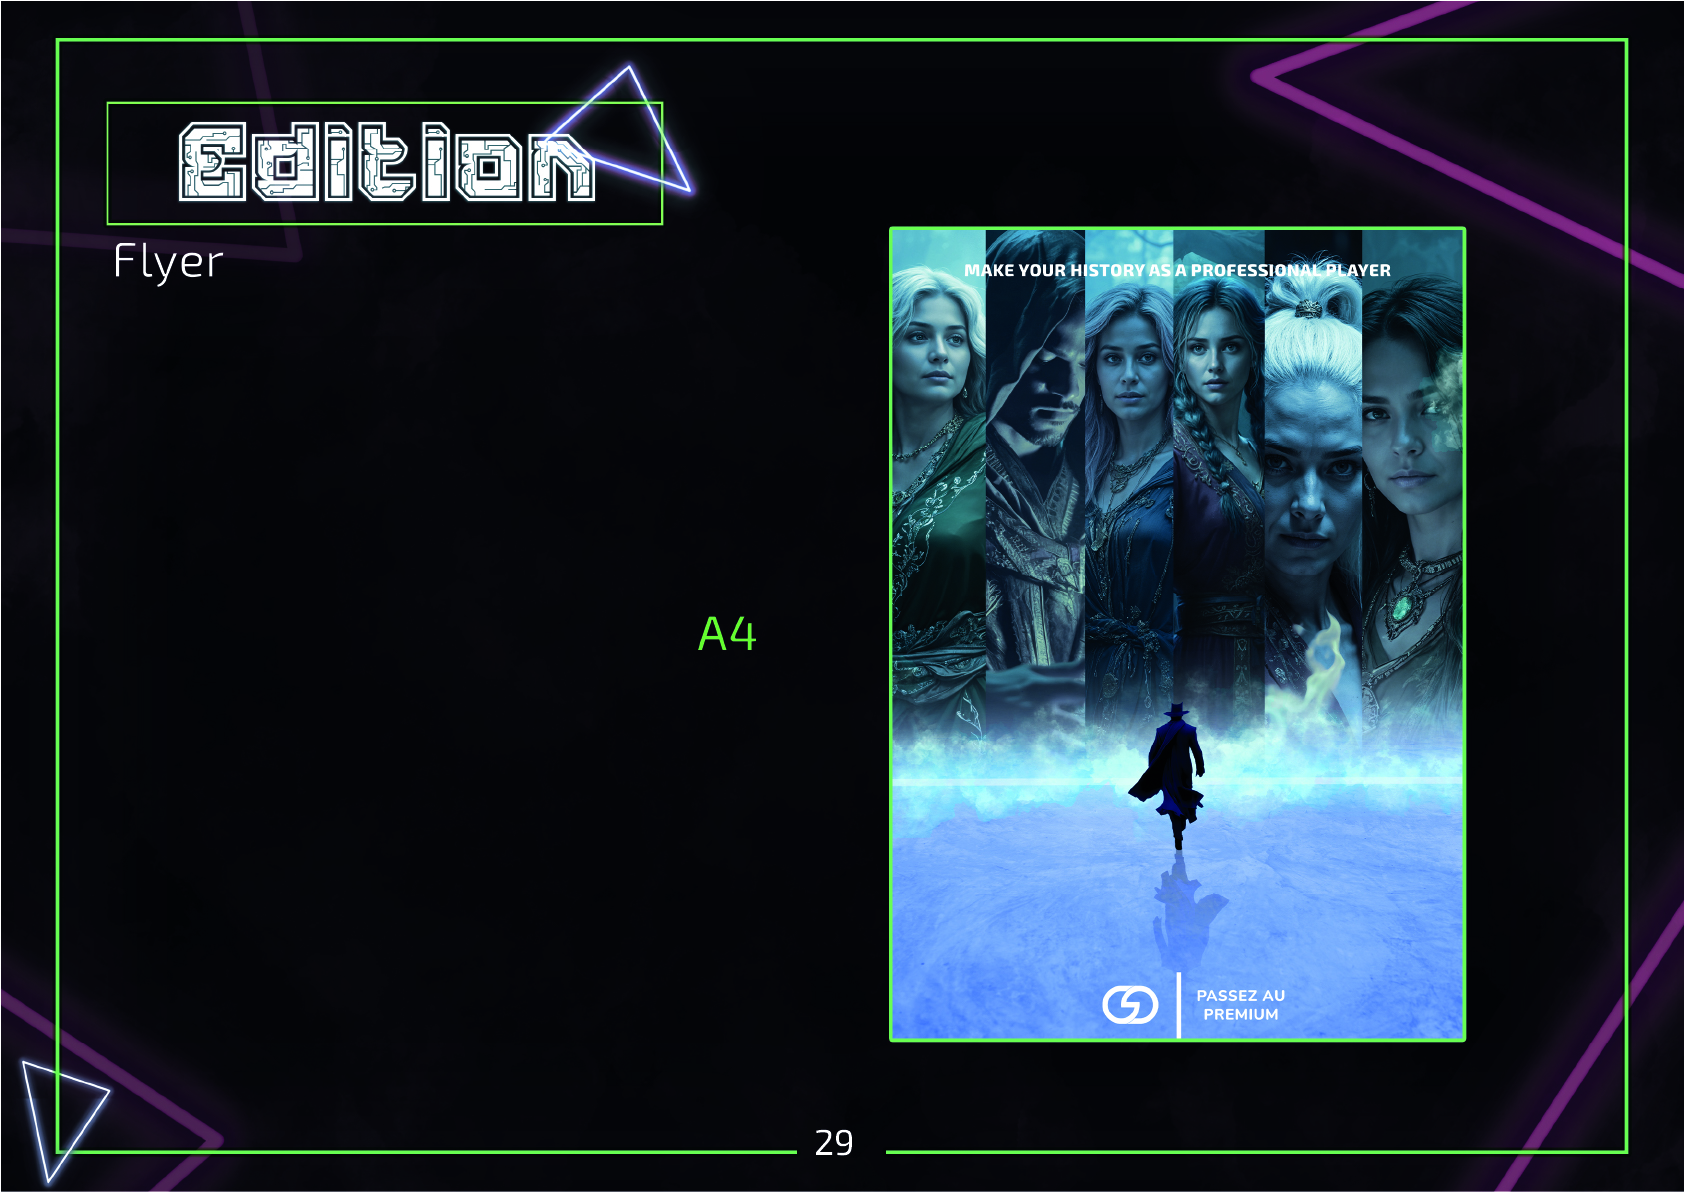 Edition
Flyer
MAKE YOUR HISTORY AS A PROFESSIONAL PLAYER
A4
PASSEZ AU
PREMIUM
29